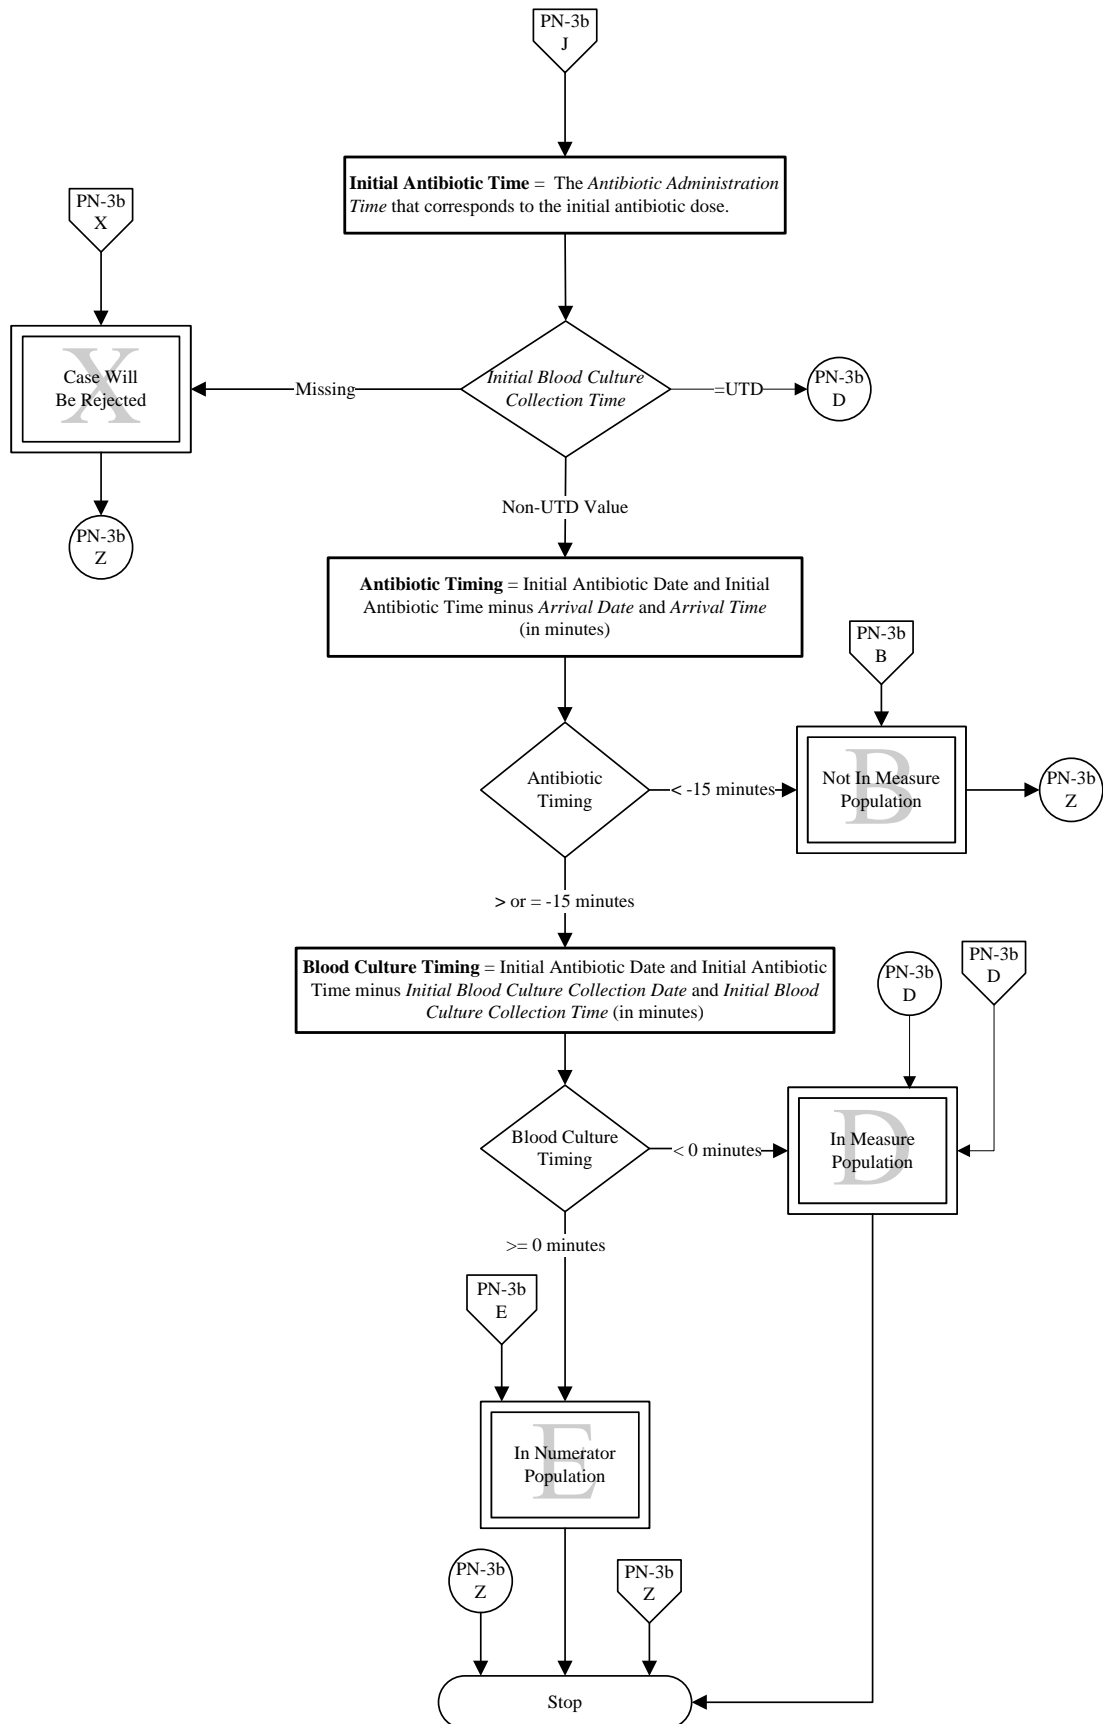 PN-3b
J
Initial Antibiotic Time = The Antibiotic Administration
Time that corresponds to the initial antibiotic dose.
PN-3b
X
X
Case Will
Be Rejected
Missing
Initial Blood Culture
Collection Time
=UTD
PN-3b
D
PN-3b
Z
Non-UTD Value
Antibiotic Timing = Initial Antibiotic Date and Initial
Antibiotic Time minus Arrival Date and Arrival Time
(in minutes)
PN-3b
B
Antibiotic
Timing
< -15 minutes
B
Not In Measure
Population
PN-3b
Z
> or = -15 minutes
Blood Culture Timing = Initial Antibiotic Date and Initial Antibiotic
Time minus Initial Blood Culture Collection Date and Initial Blood
Culture Collection Time (in minutes)
PN-3b
D
PN-3b
D
Blood Culture
Timing
< 0 minutes
D
In Measure
Population
>= 0 minutes
PN-3b
E
E
In Numerator
Population
PN-3b
Z
PN-3b
Z
Stop